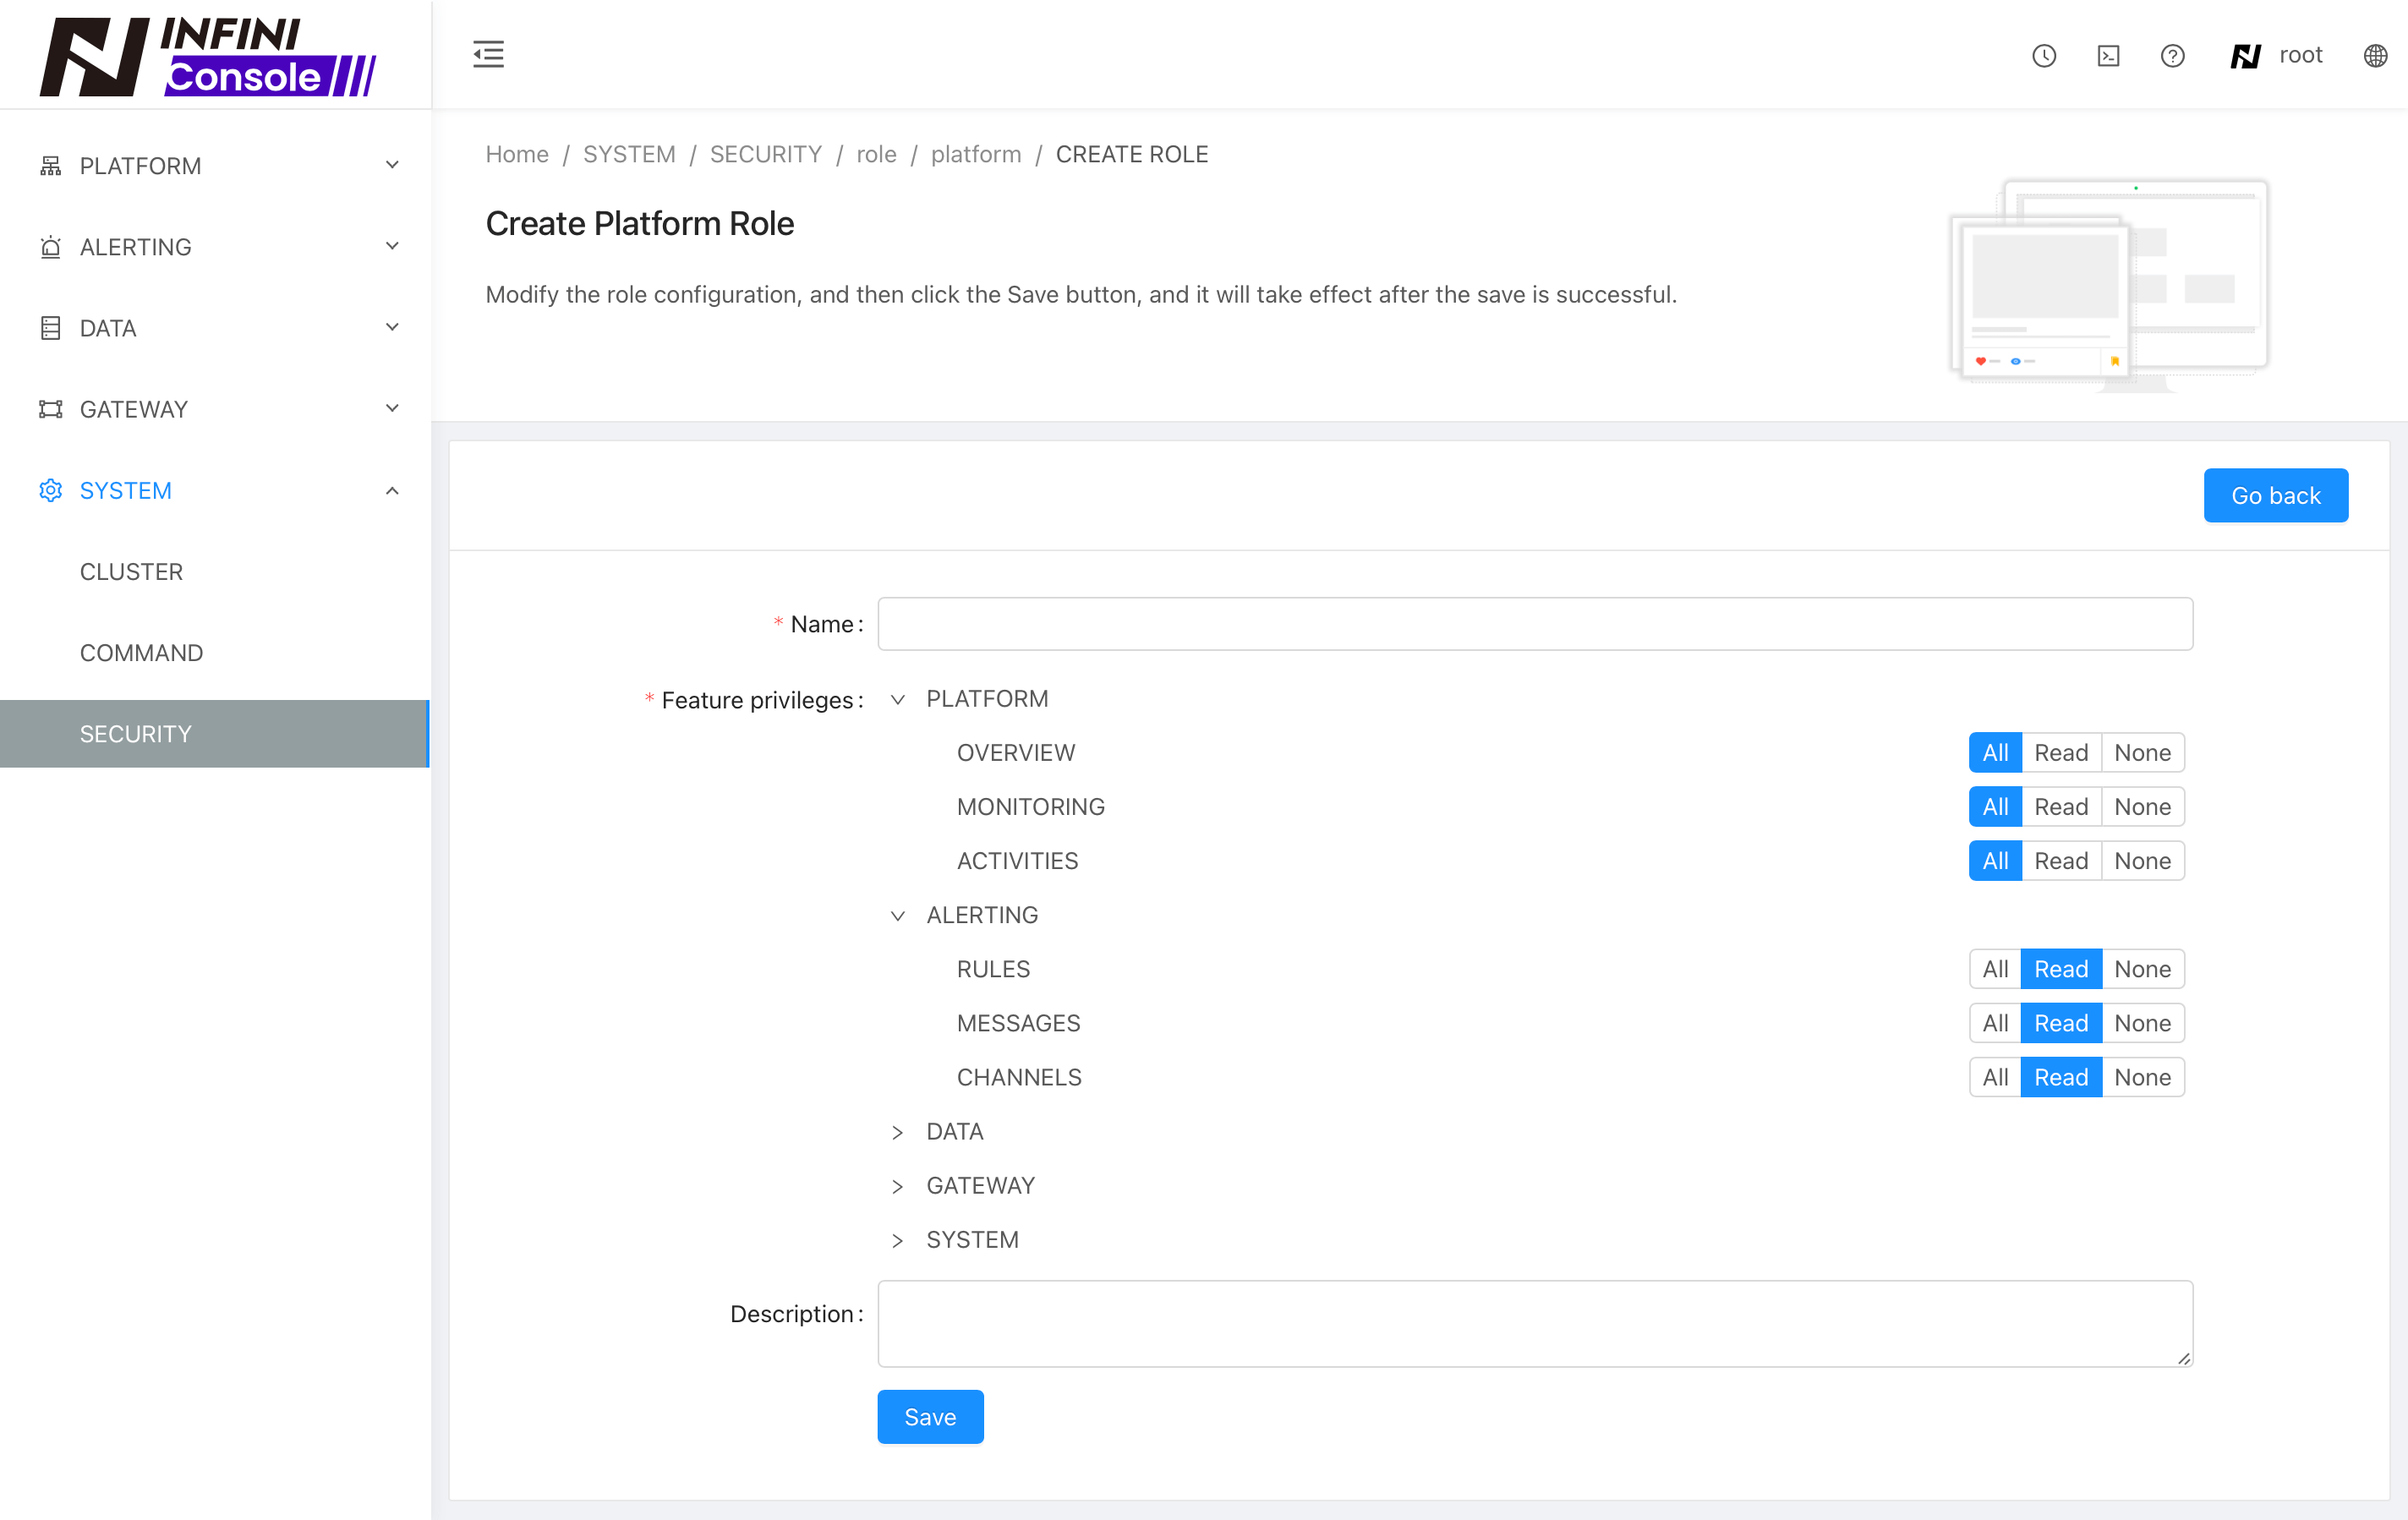 INFINI
Console
root
PLATFORM
ALERTING
DATA
GATEWAY
SYSTEM
CLUSTER
COMMAND
SECURITY
Home / SYSTEM / SECURITY / role / platform / CREATE ROLE
Create Platform Role
Modify the role configuration, and then click the Save button, and it will take effect after the save is successful.
Go back
* Name :
* Feature privileges :
PLATFORM
OVERVIEW All Read None
MONITORING All Read None
ACTIVITIES All Read None
ALERTING
RULES All Read None
MESSAGES All Read None
CHANNELS All Read None
DATA
GATEWAY
SYSTEM
Description :
Save